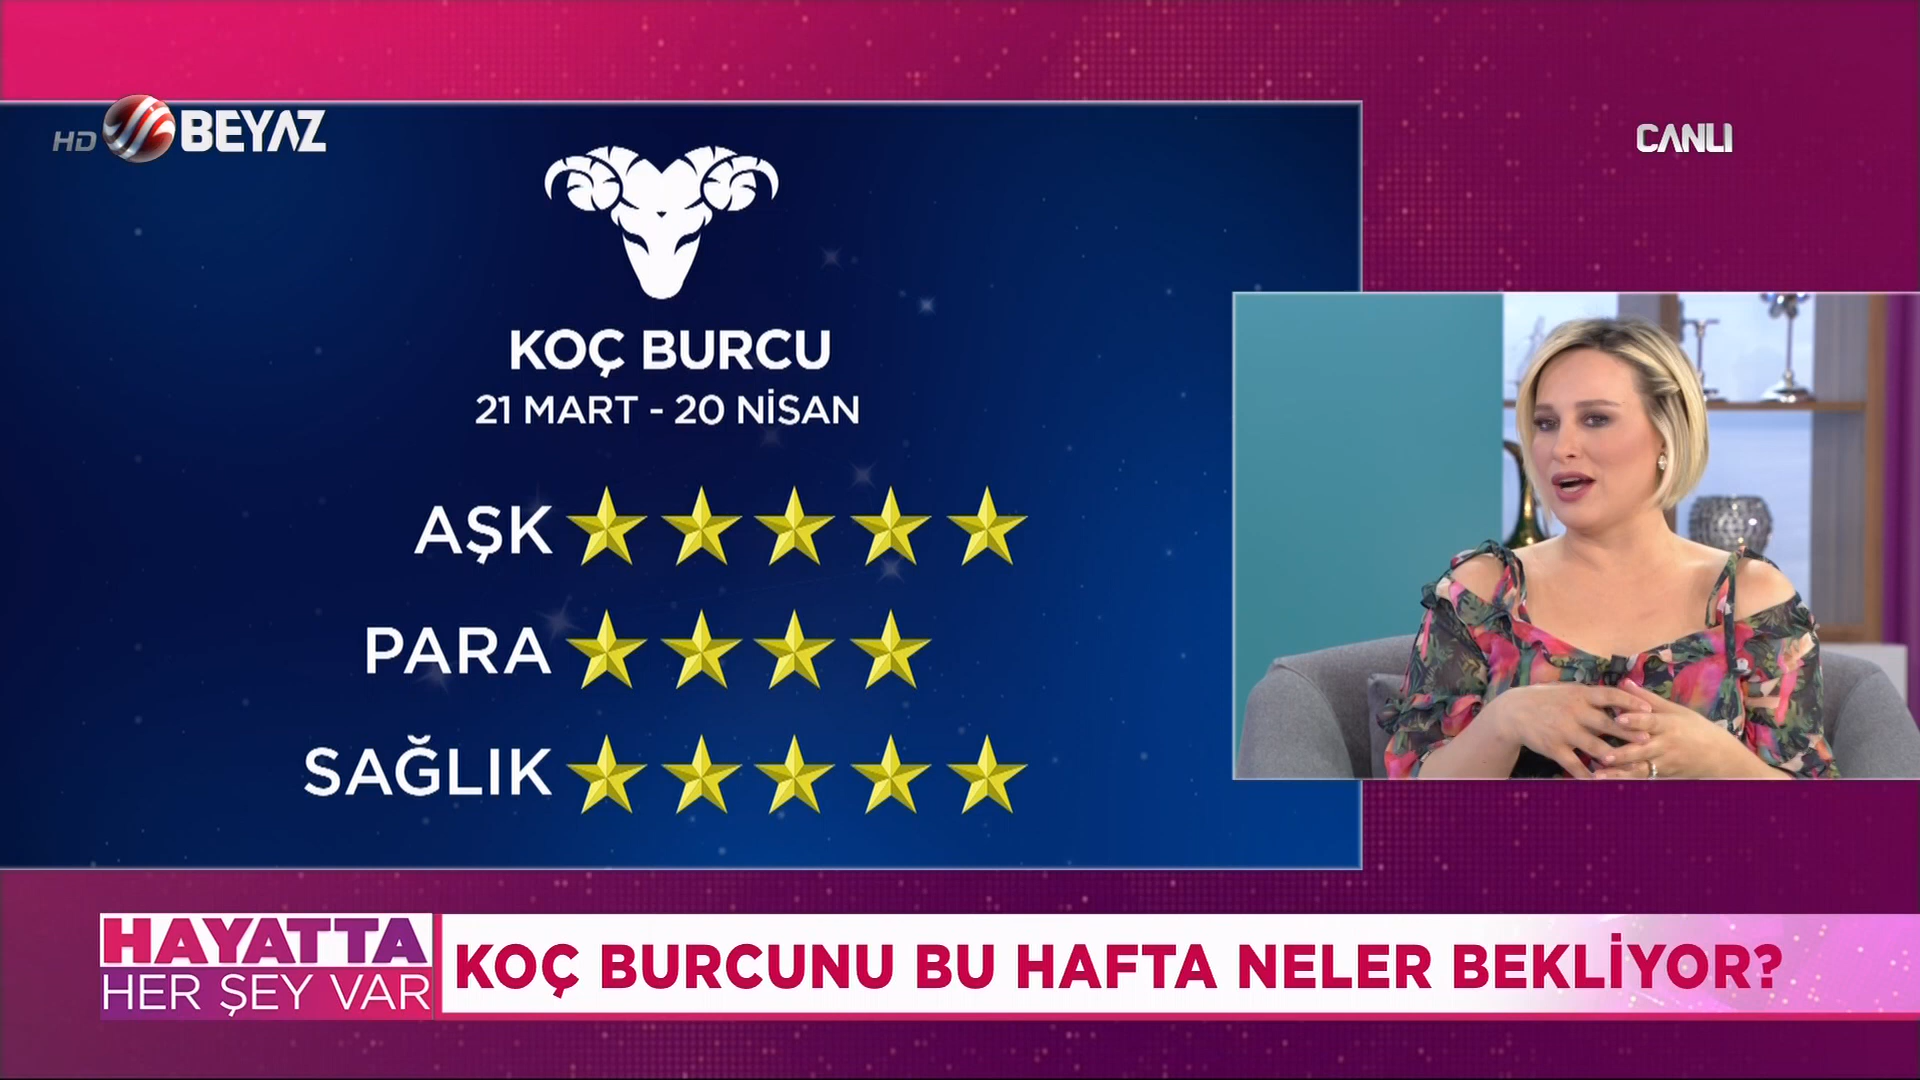 HD BEYAZ
CANLI
KOÇ BURCU
21 MART - 20 NİSAN
AŞK
PARA
SAĞLIK
HAYATTA
HER ŞEY VAR
KOÇ BURCUNU BU HAFTA NELER BEKLİYOR?